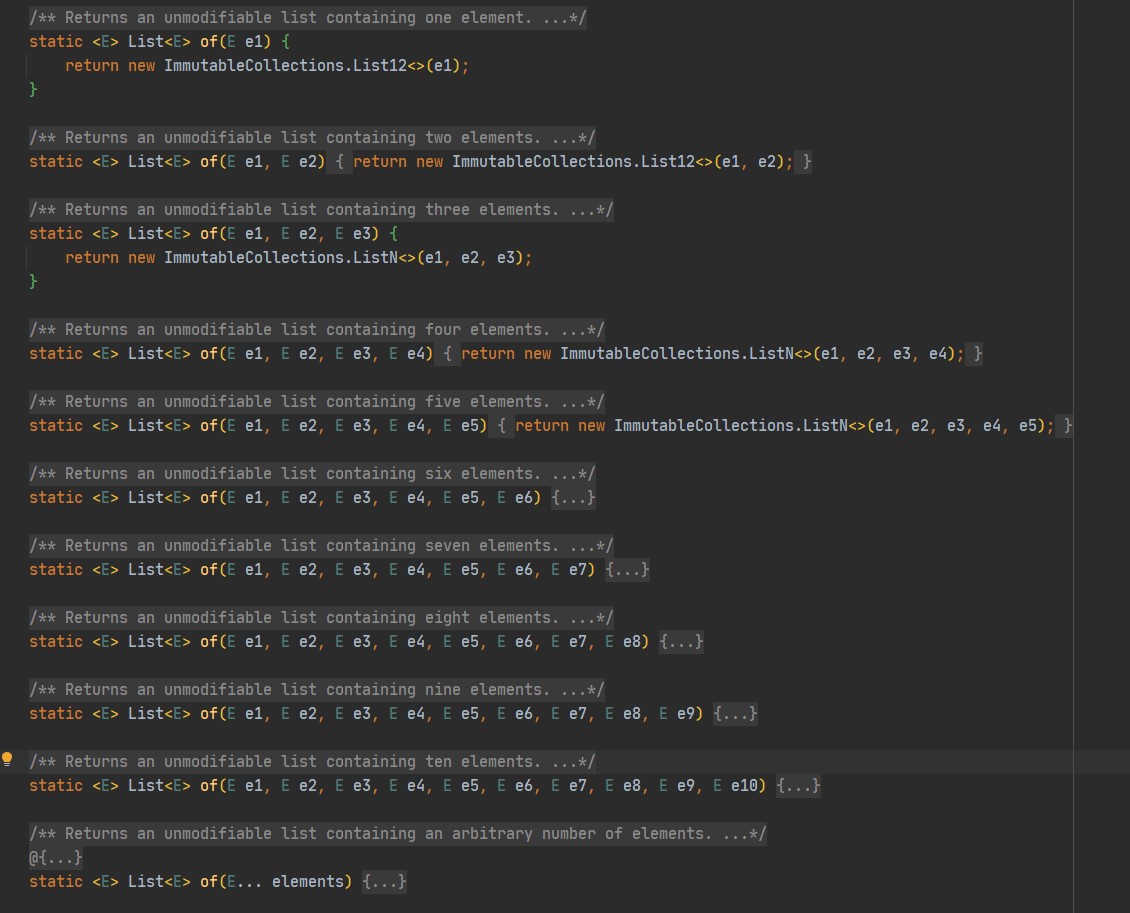 /** Returns an unmodifiable list containing one element. ...*/
static <E> List<E> of(E e1) {
return new ImmutableCollections.List12<>(e1);
}
/** Returns an unmodifiable list containing two elements. ...*/
static <E> List<E> of(E e1, E e2) { return new ImmutableCollections.List12<>(e1, e2); }
/** Returns an unmodifiable list containing three elements. ...*/
static <E> List<E> of(E e1, E e2, E e3) {
return new ImmutableCollections.ListN<>(e1, e2, e3);
}
/** Returns an unmodifiable list containing four elements. ...*/
static <E> List<E> of(E e1, E e2, E e3, E e4) { return new ImmutableCollections.ListN<>(e1, e2, e3, e4); }
/** Returns an unmodifiable list containing five elements. ...*/
static <E> List<E> of(E e1, E e2, E e3, E e4, E e5) { return new ImmutableCollections.ListN<>(e1, e2, e3, e4, e5); }
/** Returns an unmodifiable list containing six elements. ...*/
static <E> List<E> of(E e1, E e2, E e3, E e4, E e5, E e6) {...}
/** Returns an unmodifiable list containing seven elements. ...*/
static <E> List<E> of(E e1, E e2, E e3, E e4, E e5, E e6, E e7) {...}
/** Returns an unmodifiable list containing eight elements. ...*/
static <E> List<E> of(E e1, E e2, E e3, E e4, E e5, E e6, E e7, E e8) {...}
/** Returns an unmodifiable list containing nine elements. ...*/
static <E> List<E> of(E e1, E e2, E e3, E e4, E e5, E e6, E e7, E e8, E e9) {...}
/** Returns an unmodifiable list containing ten elements. ...*/
static <E> List<E> of(E e1, E e2, E e3, E e4, E e5, E e6, E e7, E e8, E e9, E e10) {...}
/** Returns an unmodifiable list containing an arbitrary number of elements. ...*/
@{...}
static <E> List<E> of(E... elements) {...}